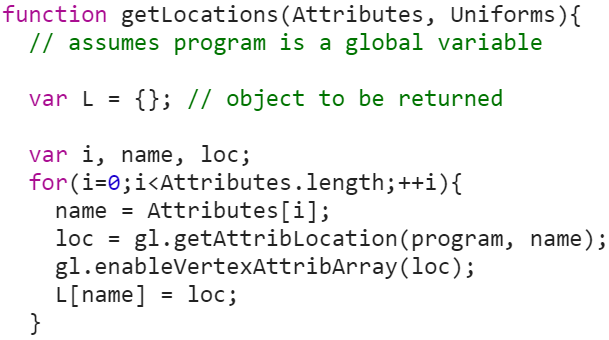 function getLocations(Attributes, Uniforms){
// assumes program is a global variable
var L = {}; // object to be returned
var i, name, loc;
for(i=0;i<Attributes.length;++i){
name = Attributes[i];
loc = gl.getAttribLocation(program, name);
gl.enableVertexAttribArray(loc);
L[name] = loc;
}